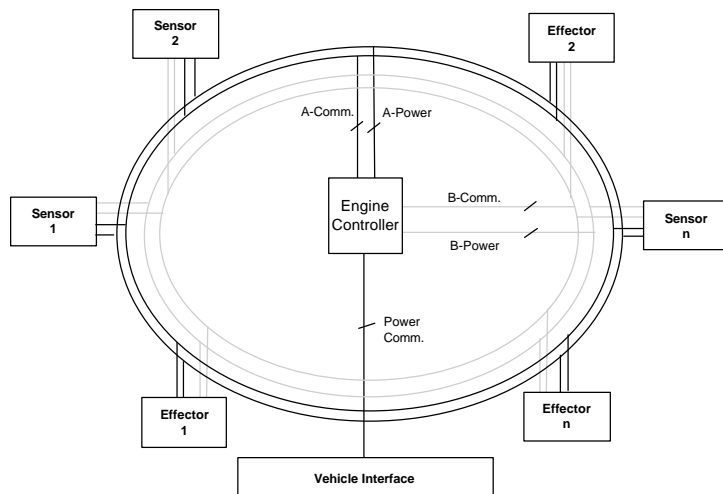 Sensor
2
Effector
2
A-Comm.
A-Power
Engine
Controller
B-Comm.
B-Power
Sensor
1
Sensor
n
Power
Comm.
Effector
1
Effector
n
Vehicle Interface